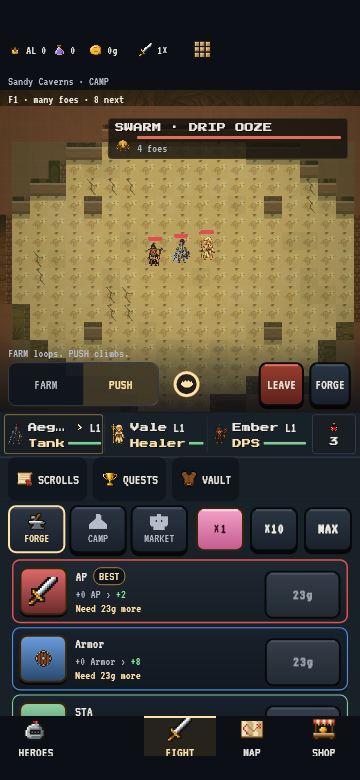 AL 0 0 0g 1X
Sandy Caverns · CAMP
F1 · many foes · 8 next
SWARM · DRIP OOZE
4 foes
FARM loops. PUSH climbs.
FARM PUSH LEAVE FORGE
Aeg… > L1 Vale L1 Ember L1 3
Tank Healer DPS
SCROLLS QUESTS VAULT
FORGE CAMP MARKET X1 X10 MAX
AP BEST
+0 AP > +2
Need 23g more
23g
Armor
+0 Armor > +8
Need 23g more
23g
STA
HEROES FIGHT MAP SHOP